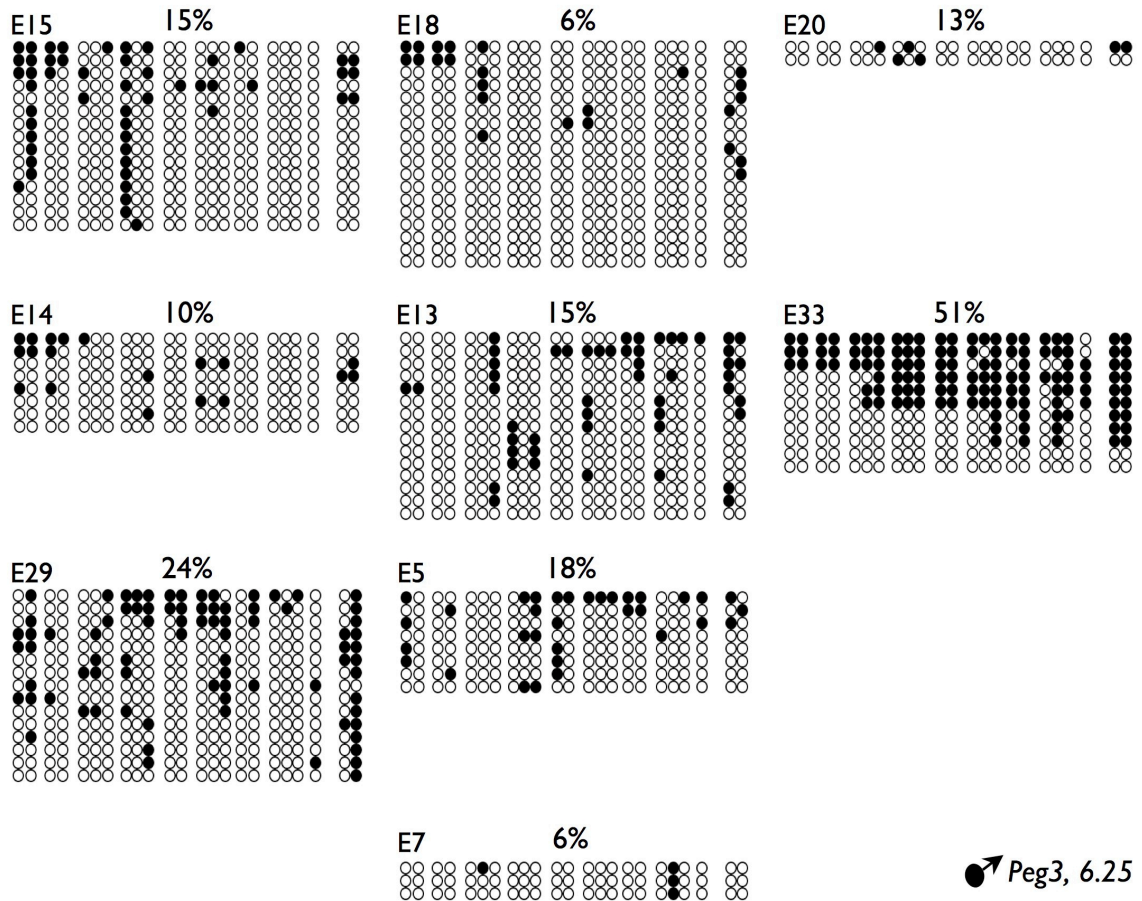 E15 15%
E18 6%
E20 13%
E14 10%
E13 15%
E33 51%
E29 24%
E5 18%
E7 6%
Peg3, 6.25